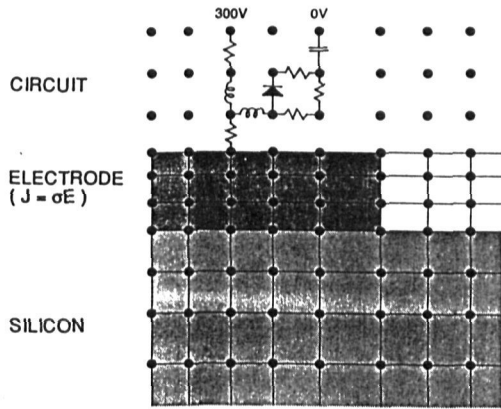 300V 0V
CIRCUIT
ELECTRODE
( J = σE )
SILICON